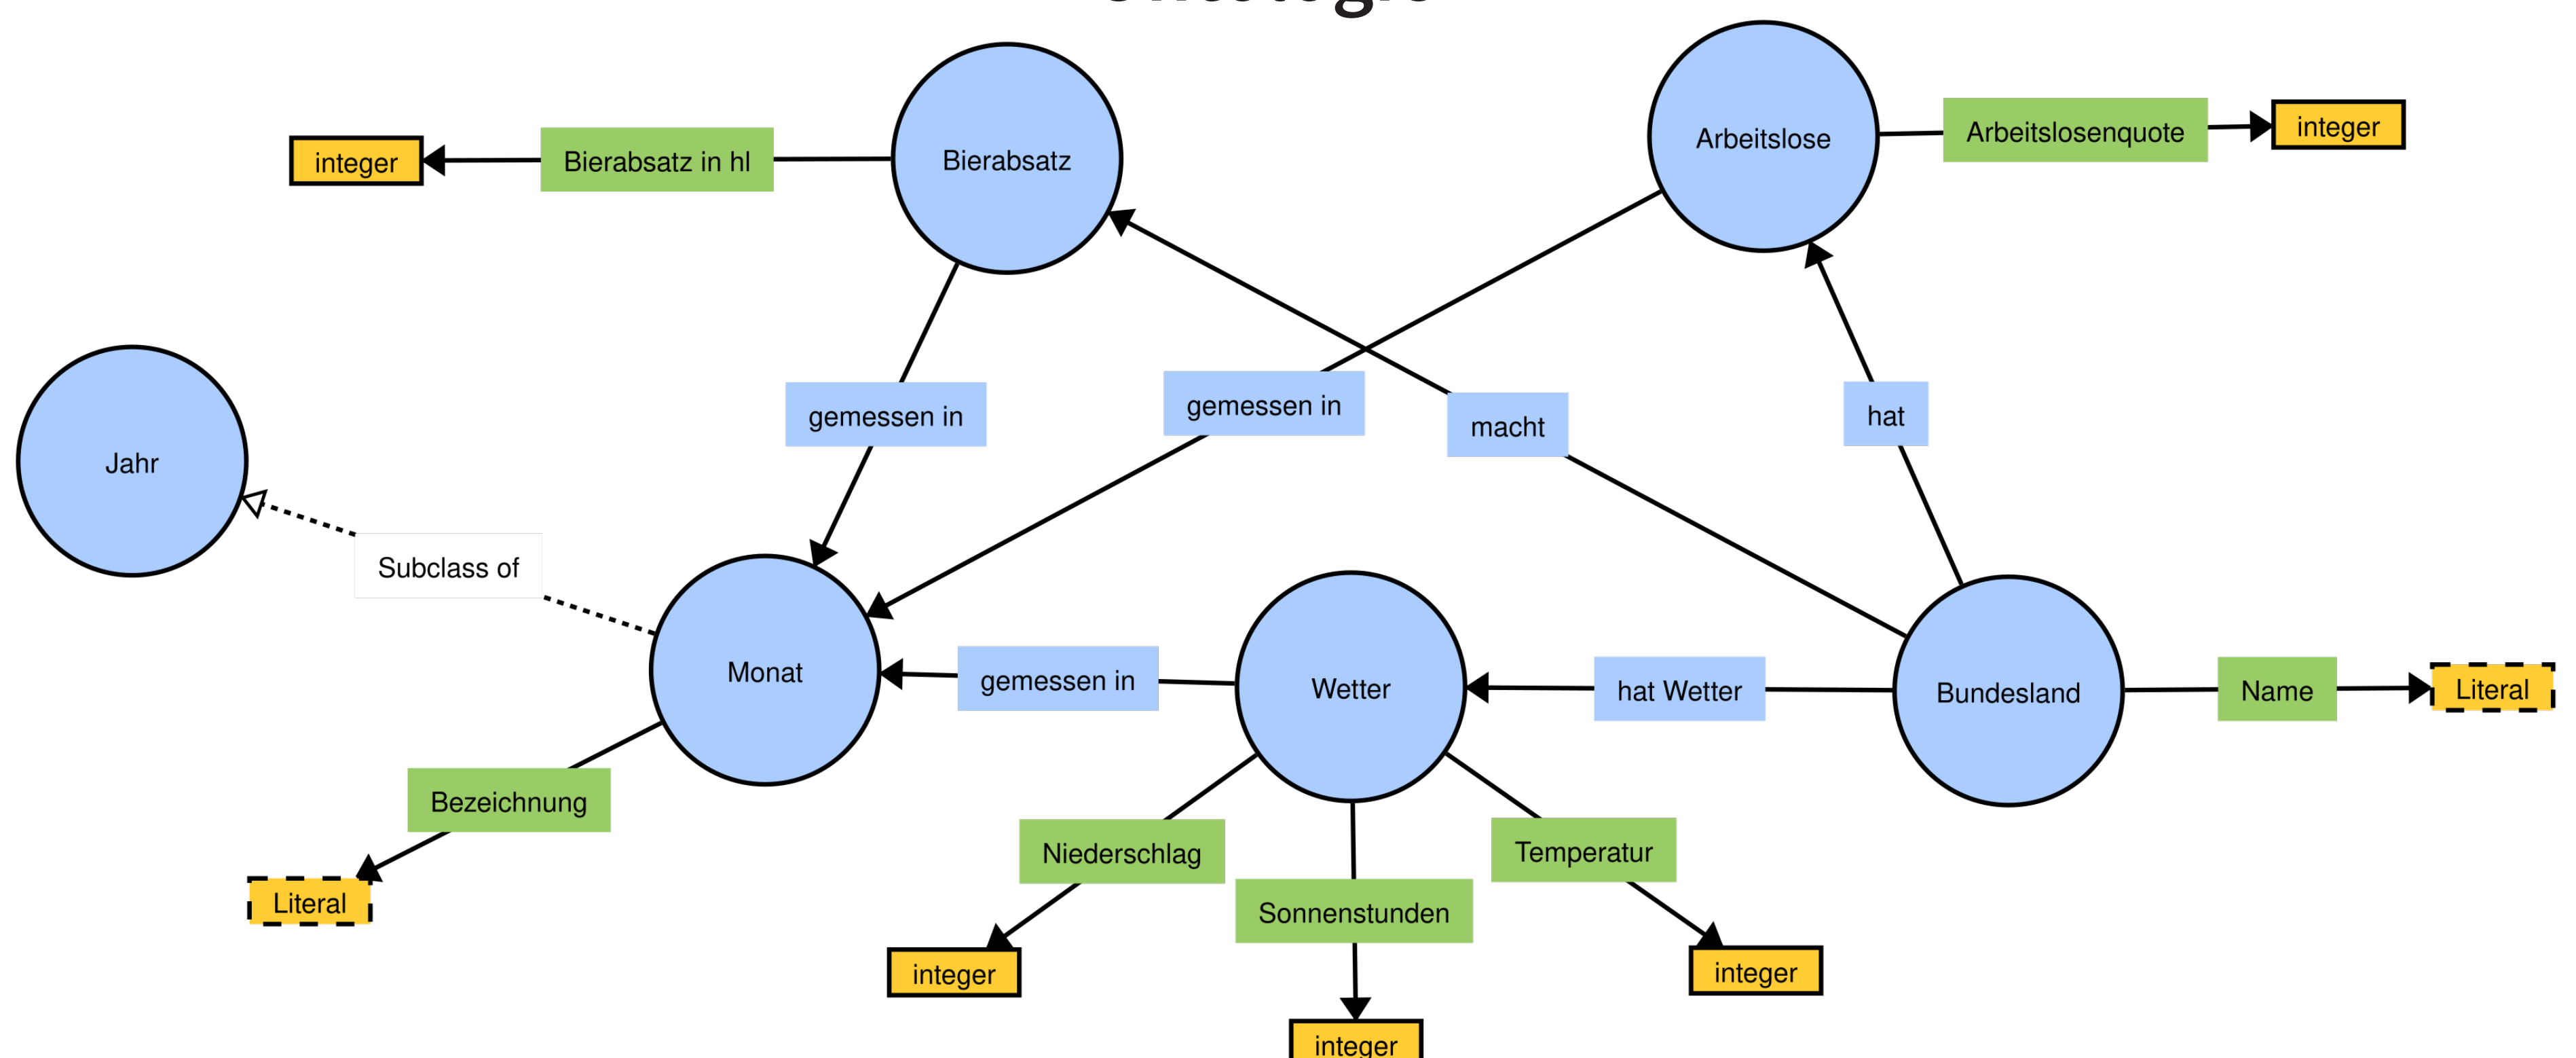 Arbeitslose
Arbeitslosenquote
integer
Bierabsatz
Bierabsatz in hl
integer
gemessen in
gemessen in
macht
hat
Jahr
Subclass of
Monat
gemessen in
Wetter
hat Wetter
Bundesland
Name
Literal
Bezeichnung
Literal
Niederschlag
Sonnenstunden
Temperatur
integer
integer
integer